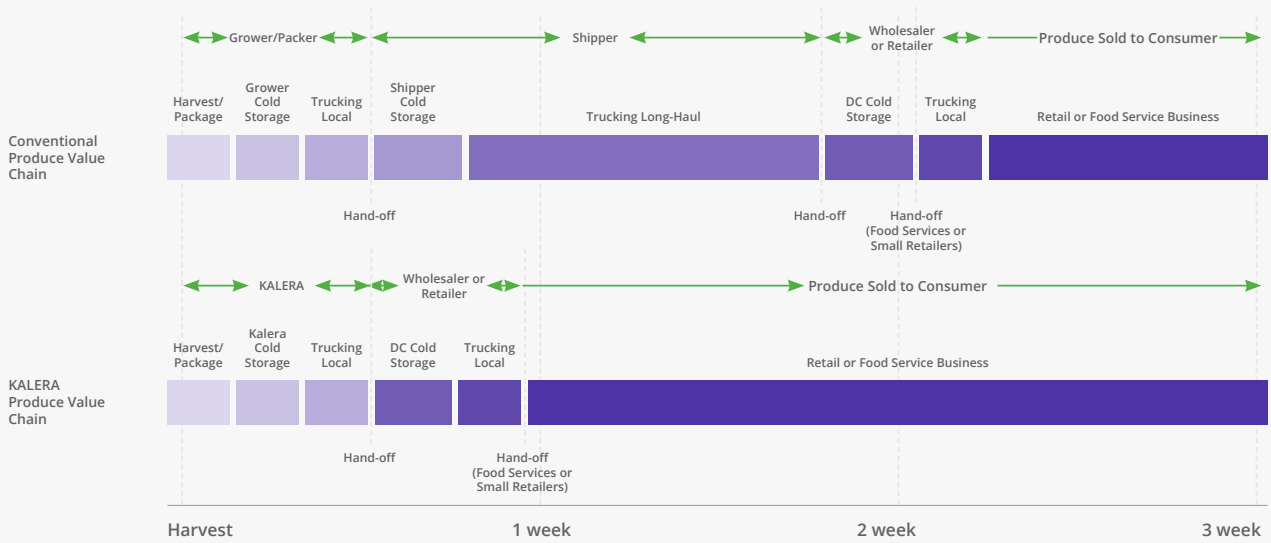 Grower/Packer
Shipper
Wholesaler
or Retailer
Produce Sold to Consumer
Harvest/
Package
Grower
Cold
Storage
Trucking
Local
Shipper
Cold
Storage
Trucking Long-Haul
DC Cold
Storage
Trucking
Local
Retail or Food Service Business
Conventional
Produce Value
Chain
Hand-off
Hand-off
Hand-off
(Food Services or
Small Retailers)
KALERA
Wholesaler or
Retailer
Produce Sold to Consumer
Harvest/
Package
Kalera
Cold
Storage
Trucking
Local
DC Cold
Storage
Trucking
Local
Retail or Food Service Business
KALERA
Produce Value
Chain
Hand-off
Hand-off
(Food Services or
Small Retailers)
Harvest
1 week
2 week
3 week